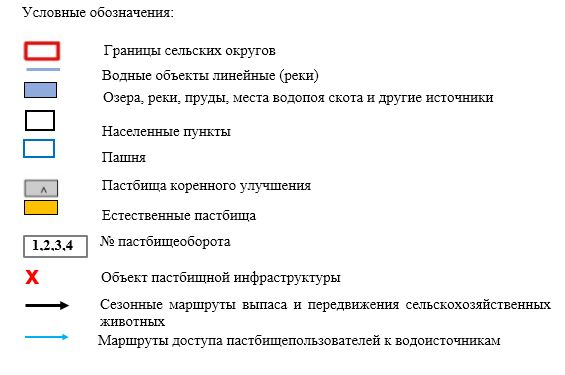 Условные обозначения:
Границы сельских округов
Водные объекты линейные (реки)
Озера, реки, пруды, места водопоя скота и другие источники
Населенные пункты
Пашня
^ Пастбища коренного улучшения
Естественные пастбища
1,2,3,4 № пастбищеоборота
X Объект пастбищной инфраструктуры
Сезонные маршруты выпаса и передвижения сельскохозяйственных
животных
Маршруты доступа пастбищепользователей к водоисточникам